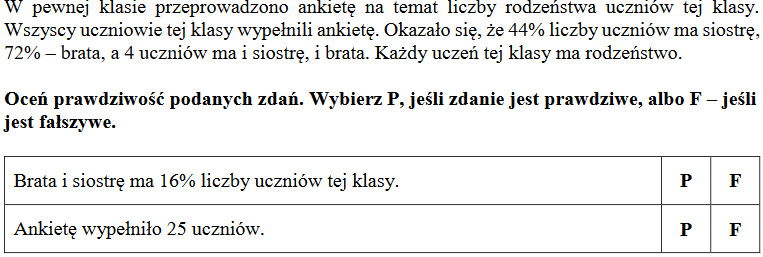 W pewnej klasie przeprowadzono ankietę na temat liczby rodzeństwa uczniów tej klasy.
Wszyscy uczniowie tej klasy wypełnili ankietę. Okazało się, że 44% liczby uczniów ma siostrę,
72% – brata, a 4 uczniów ma i siostrę, i brata. Każdy uczeń tej klasy ma rodzeństwo.
Oceń prawdziwość podanych zdań. Wybierz P, jeśli zdanie jest prawdziwe, albo F – jeśli
jest fałszywe.
Brata i siostrę ma 16% liczby uczniów tej klasy. P F
Ankietę wypełniło 25 uczniów. P F